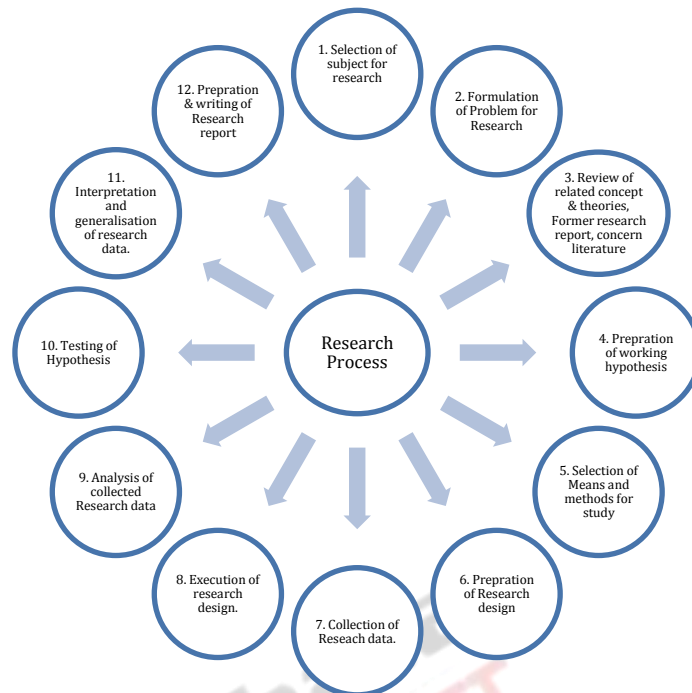 1. Selection of
subject for
research
2. Formulation
of Problem for
Research
3. Review of
related concept
& theories,
Former research
report, concern
literature
4. Prepration
of working
hypothesis
5. Selection of
Means and
methods for
study
6. Prepration
of Research
design
7. Collection of
Reseach data.
8. Execution of
research
design.
9. Analysis of
collected
Research data
10. Testing of
Hypothesis
11.
Interpretation
and
generalisation
of research
data.
12. Prepration
& writing of
Research
report
Research
Process